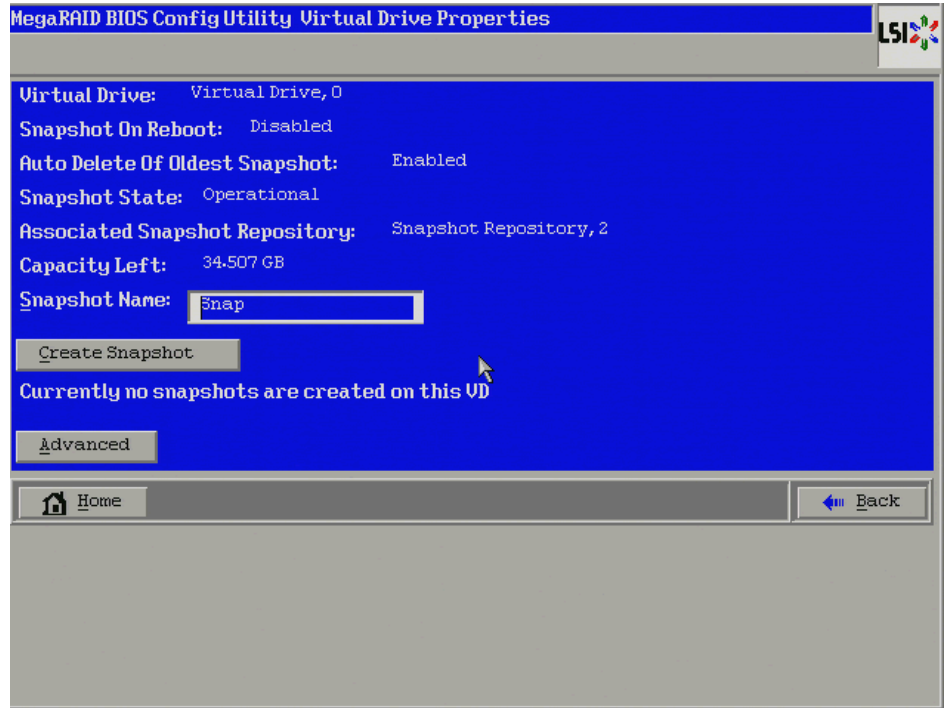 MegaRAID BIOS Config Utility Virtual Drive Properties
LSI
Virtual Drive: Virtual Drive, 0
Snapshot On Reboot: Disabled
Auto Delete Of Oldest Snapshot: Enabled
Snapshot State: Operational
Associated Snapshot Repository: Snapshot Repository, 2
Capacity Left: 34.507 GB
Snapshot Name: Snap
Create Snapshot
Currently no snapshots are created on this VD
Advanced
Home Back